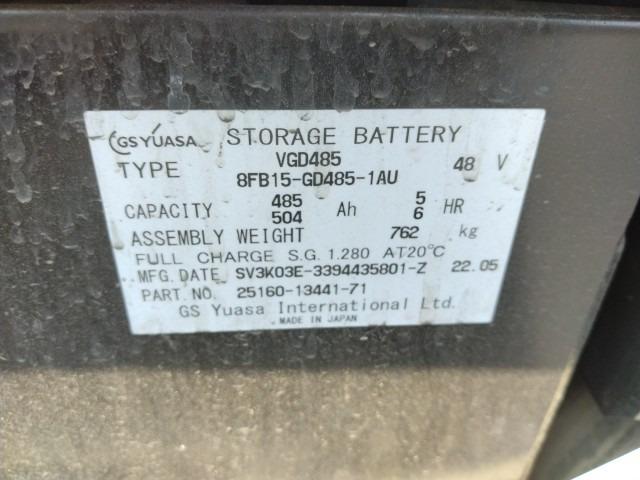 GS YUASA STORAGE BATTERY
TYPE VGD485 48 V
8FB15-GD485-1AU
CAPACITY 485 Ah 5 HR
504 6
ASSEMBLY WEIGHT 762 kg
FULL CHARGE S.G. 1.280 AT20℃
MFG. DATE SV3K03E-3394435801-Z 22.05
PART. NO. 25160-13441-71
GS Yuasa International Ltd.
MADE IN JAPAN